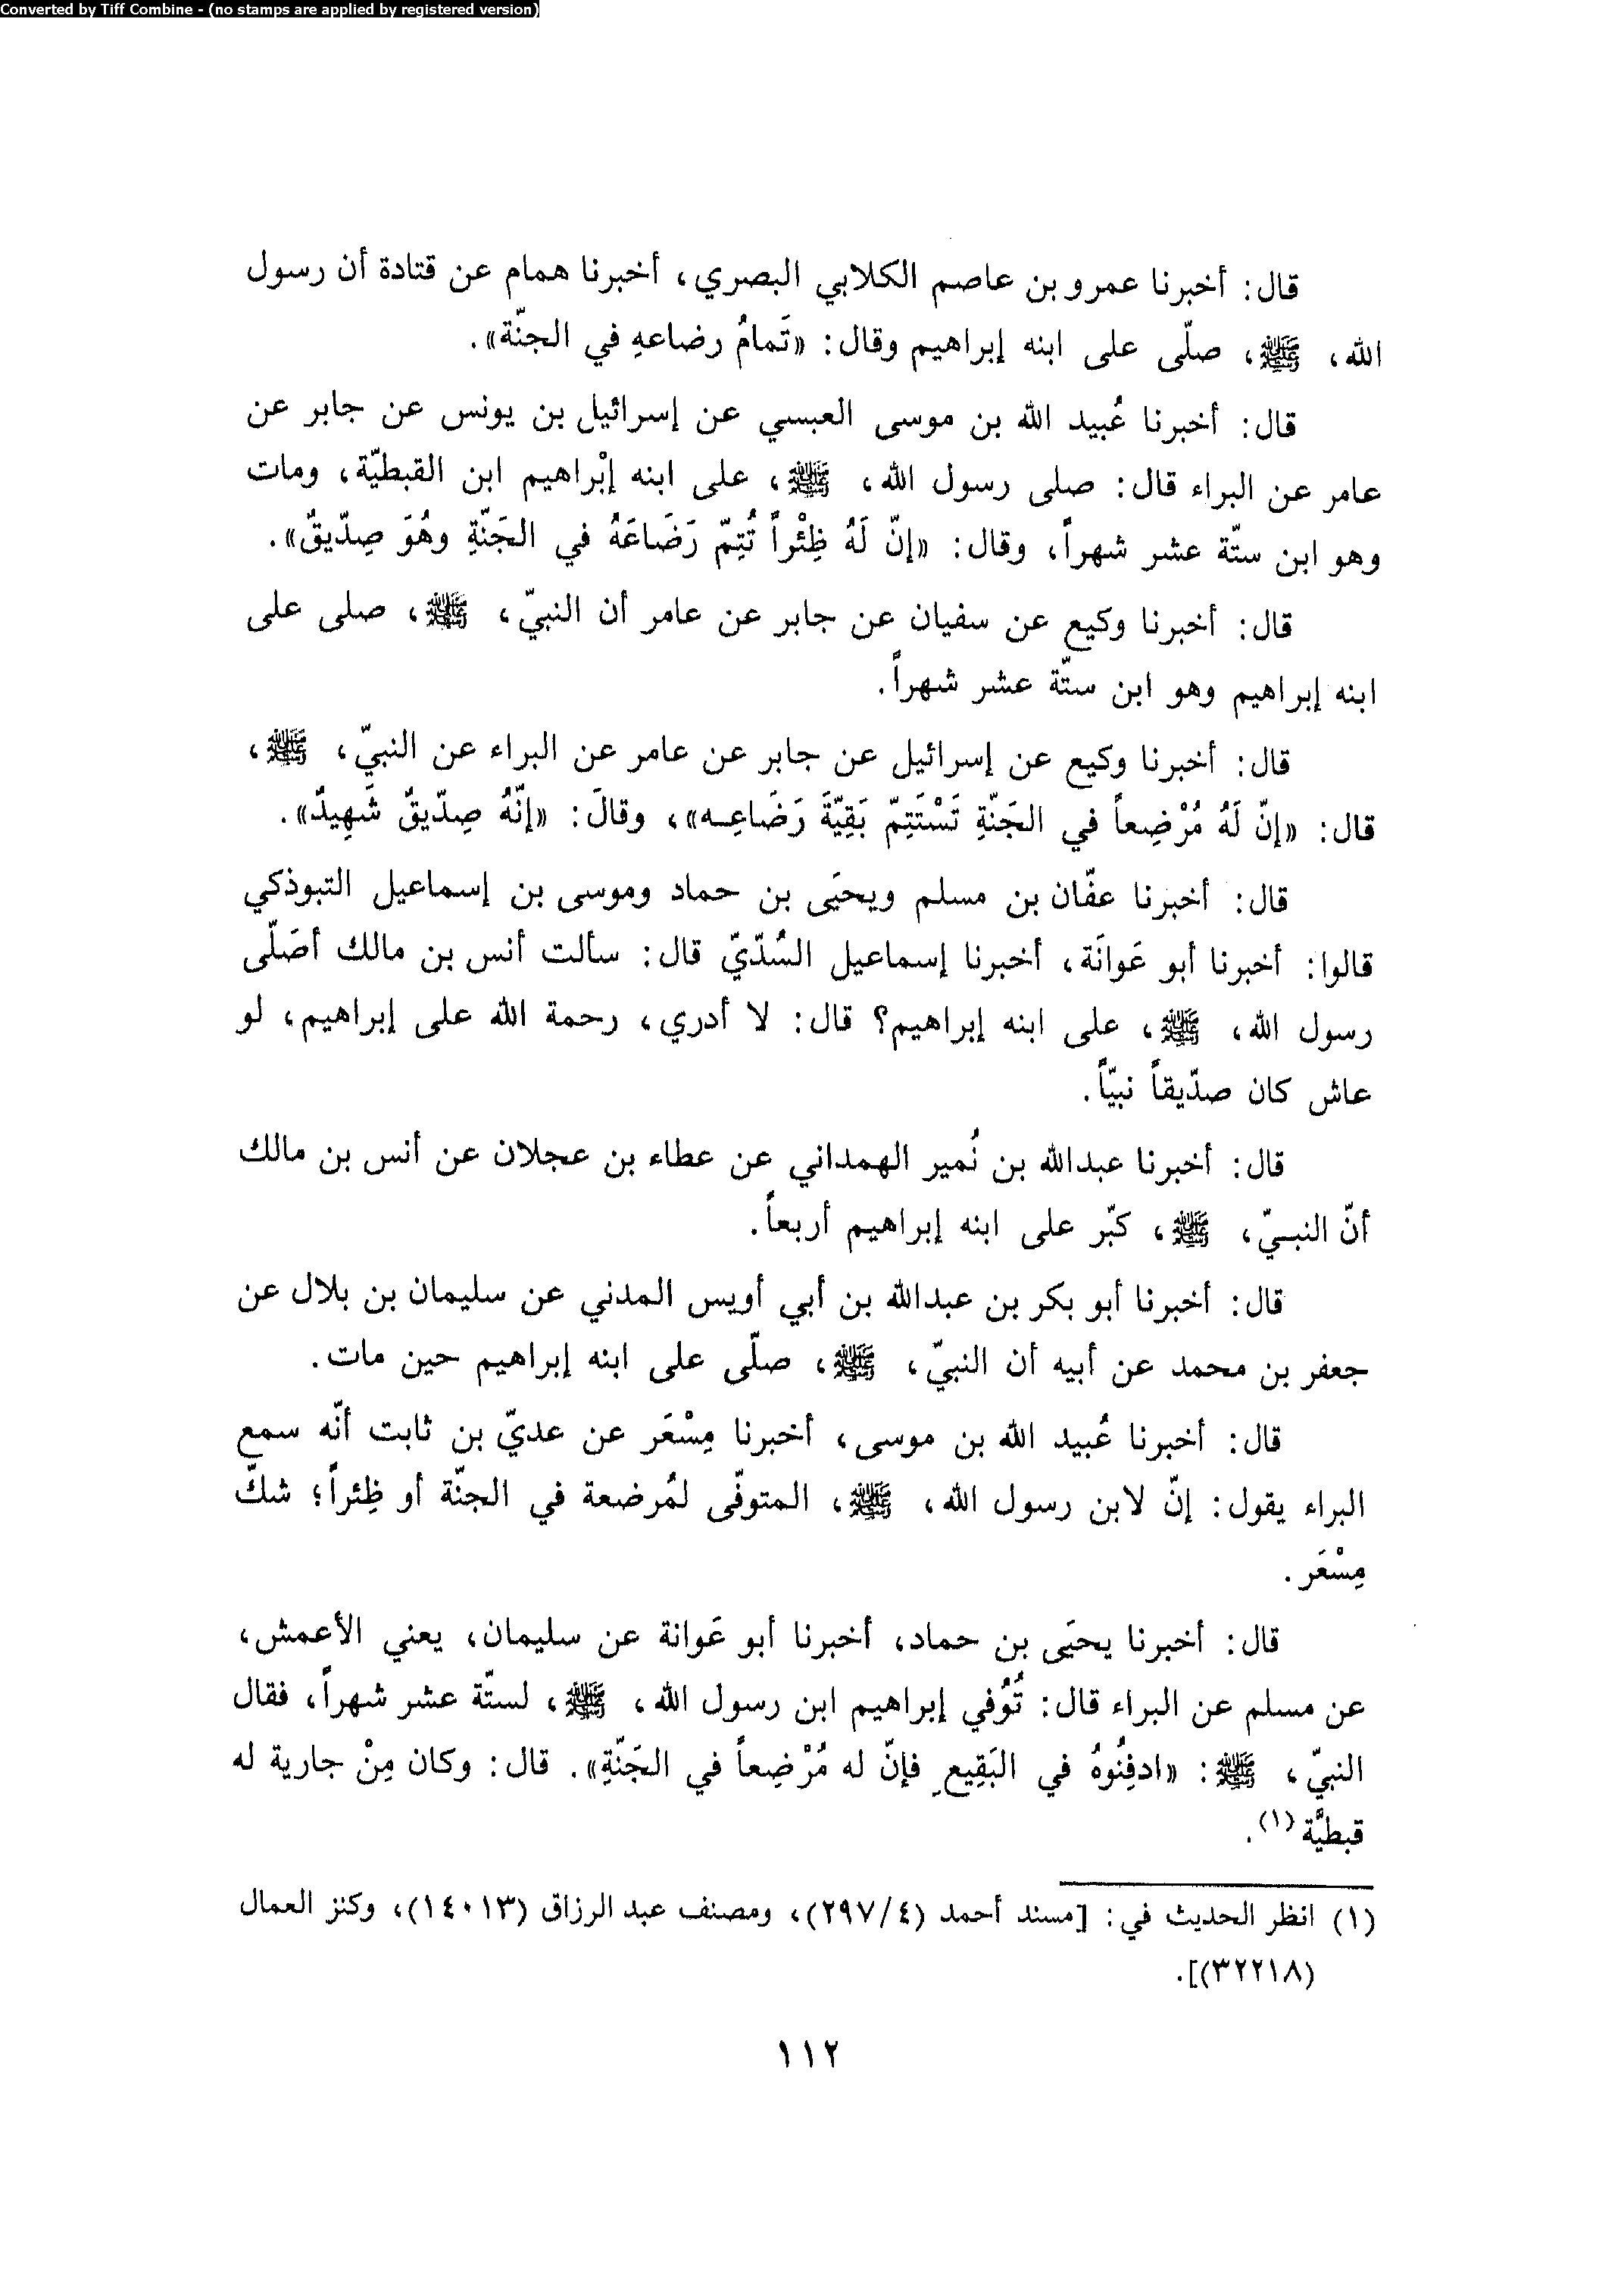 Converted by Tiff Combine - (no stamps are applied by registered version)
قال: أخبرنا عمرو بن عاصم الكلابي البصري، أخبرنا همام عن قتادة أن رسول
الله، ﷺ، صلّى على ابنه إبراهيم وقال: «تَمامُ رضاعهِ في الجنّة».
قال: أخبرنا عُبيد الله بن موسى العبسي عن إسرائيل بن يونس عن جابر عن
عامر عن البراء قال: صلى رسول الله، ﷺ، على ابنه إبْراهيم ابن القبطيّة، ومات
وهو ابن ستّة عشر شهراً، وقال: «إنّ لَهُ ظِئْراً تُتِمّ رَضَاعَهُ في الجَنّةِ وهُوَ صِدّيقٌ».
قال: أخبرنا وكيع عن سفيان عن جابر عن عامر أن النبيّ، ﷺ، صلى على
ابنه إبراهيم وهو ابن ستّة عشر شهراً.
قال: أخبرنا وكيع عن إسرائيل عن جابر عن عامر عن البراء عن النبيّ، ﷺ،
قال: «إنّ لَهُ مُرْضِعاً في الجَنّةِ تَسْتَتِمّ بَقِيّةَ رَضَاعِـه»، وقالَ: «إنّهُ صِدّيقٌ شَهِيدٌ».
قال: أخبرنا عفّان بن مسلم ويحيَى بن حماد وموسى بن إسماعيل التبوذكي
قالوا: أخبرنا أبو عَوانَة، أخبرنا إسماعيل السُدّيّ قال: سألت أنس بن مالك أصَلّى
رسول الله، ﷺ، على ابنه إبراهيم؟ قال: لا أدري، رحمة الله على إبراهيم، لو
عاش كان صدّيقاً نبيّاً.
قال: أخبرنا عبدالله بن نُمير الهمداني عن عطاء بن عجلان عن أنس بن مالك
أنّ النبـيّ، ﷺ، كبّر على ابنه إبراهيم أربعاً.
قال: أخبرنا أبو بكر بن عبدالله بن أبي أويس المدني عن سليمان بن بلال عن
جعفر بن محمد عن أبيه أن النبيّ، ﷺ، صلّى على ابنه إبراهيم حين مات.
قال: أخبرنا عُبيد الله بن موسى، أخبرنا مِسْعَر عن عديّ بن ثابت أنّه سمع
البراء يقول: إنّ لابن رسول الله، ﷺ، المتوفّى لمُرضعة في الجنّة أو ظِئراً؛ شكّ
مِسْعَر.
قال: أخبرنا يحيَى بن حماد، أخبرنا أبو عَوانة عن سليمان، يعني الأعمش،
عن مسلم عن البراء قال: تُوُفي إبراهيم ابن رسول الله، ﷺ، لستّة عشر شهراً، فقال
النبيّ، ﷺ: «ادفِنُوهُ في البَقِيعِ فإنّ له مُرْضِعاً في الجَنّةِ». قال: وكان مِنْ جارية له
قبطيَّة (١).
(١) انظر الحديث في: [مسند أحمد (٢٩٧/٤)، ومصنف عبد الرزاق (١٤٠١٣)، وكنز العمال
(٣٢٢١٨)].
١١٢